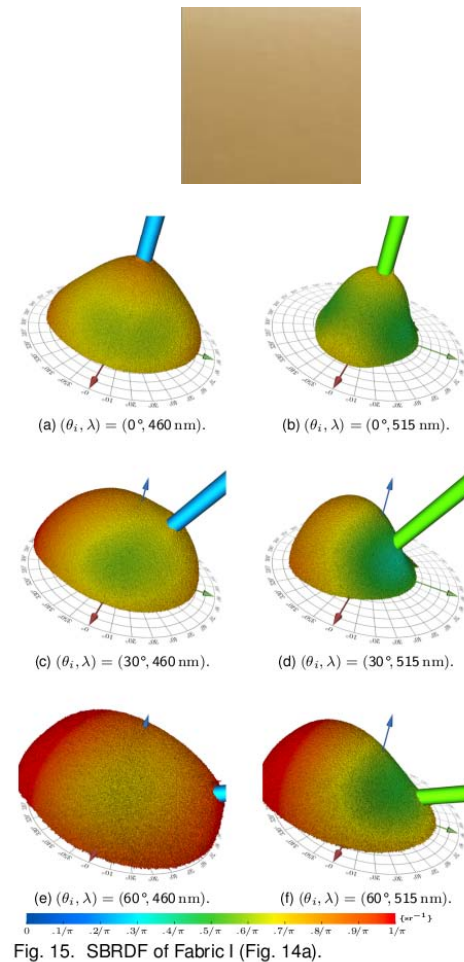 (a) (θᵢ, λ) = (0°, 460 nm).
(b) (θᵢ, λ) = (0°, 515 nm).
(c) (θᵢ, λ) = (30°, 460 nm).
(d) (θᵢ, λ) = (30°, 515 nm).
(e) (θᵢ, λ) = (60°, 460 nm).
(f) (θᵢ, λ) = (60°, 515 nm).
{sr⁻¹}
0 .1/π .2/π .3/π .4/π .5/π .6/π .7/π .8/π .9/π 1/π
Fig. 15. SBRDF of Fabric I (Fig. 14a).